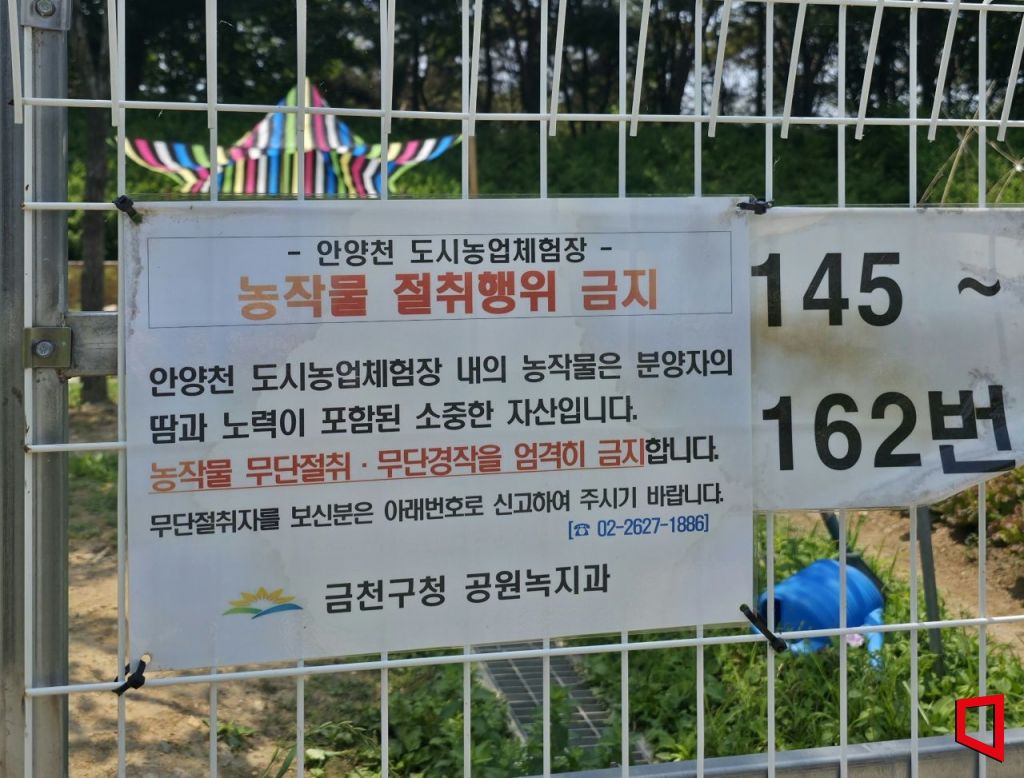 - 안양천 도시농업체험장 -
농작물 절취행위 금지
안양천 도시농업체험장 내의 농작물은 분양자의
땀과 노력이 포함된 소중한 자산입니다.
농작물 무단절취 · 무단경작을 엄격히 금지합니다.
무단절취자를 보신분은 아래번호로 신고하여 주시기 바랍니다.
[☎ 02-2627-1886]
금천구청 공원녹지과
145 ~
162번